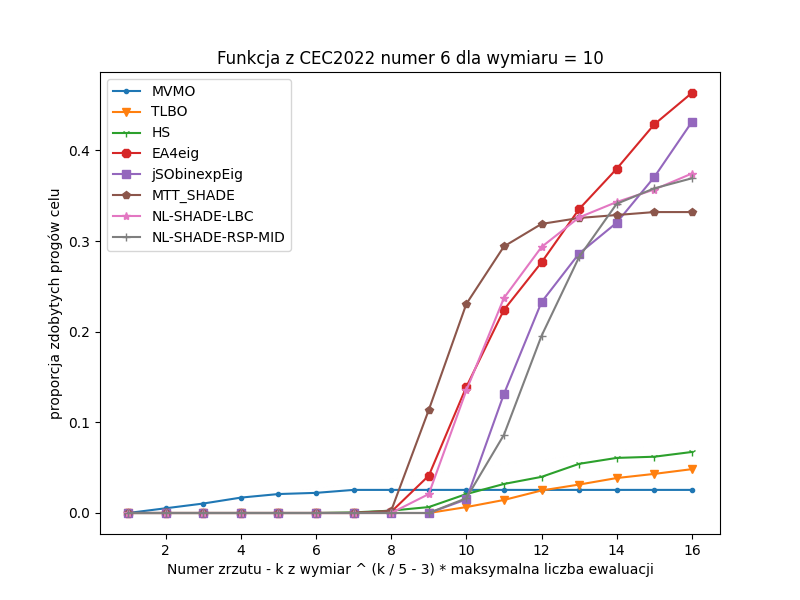 Funkcja z CEC2022 numer 6 dla wymiaru = 10
MVMO
TLBO
HS
EA4eig
jSObinexpEig
MTT_SHADE
NL-SHADE-LBC
NL-SHADE-RSP-MID
proporcja zdobytych progów celu
0.4
0.3
0.2
0.1
0.0
2 4 6 8 10 12 14 16
Numer zrzutu - k z wymiar ^ (k / 5 - 3) * maksymalna liczba ewaluacji